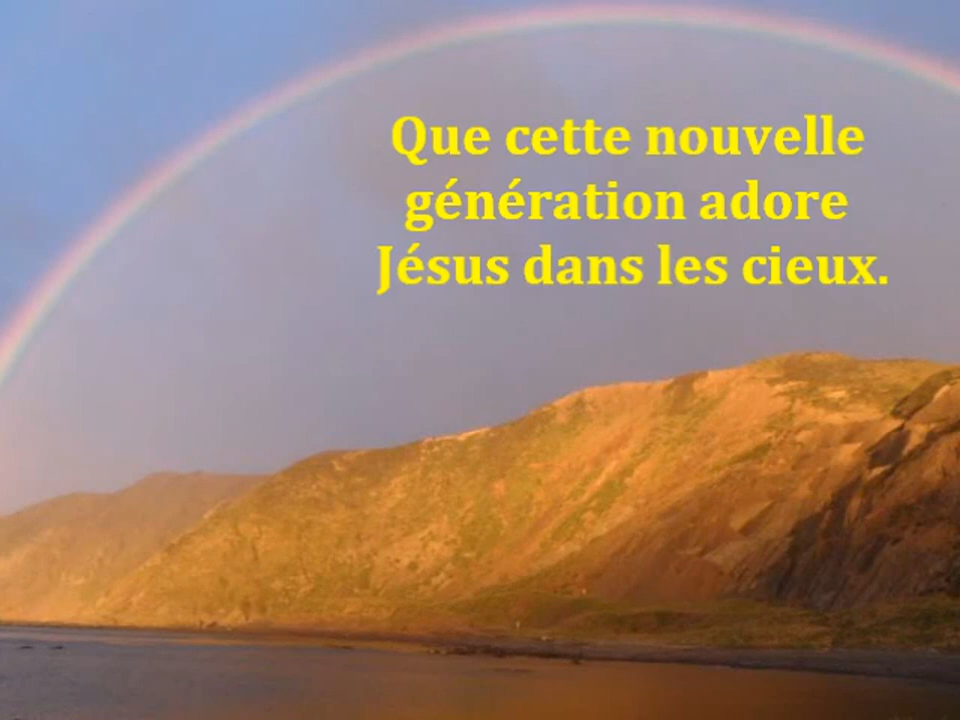 Que cette nouvelle
génération adore
Jésus dans les cieux.